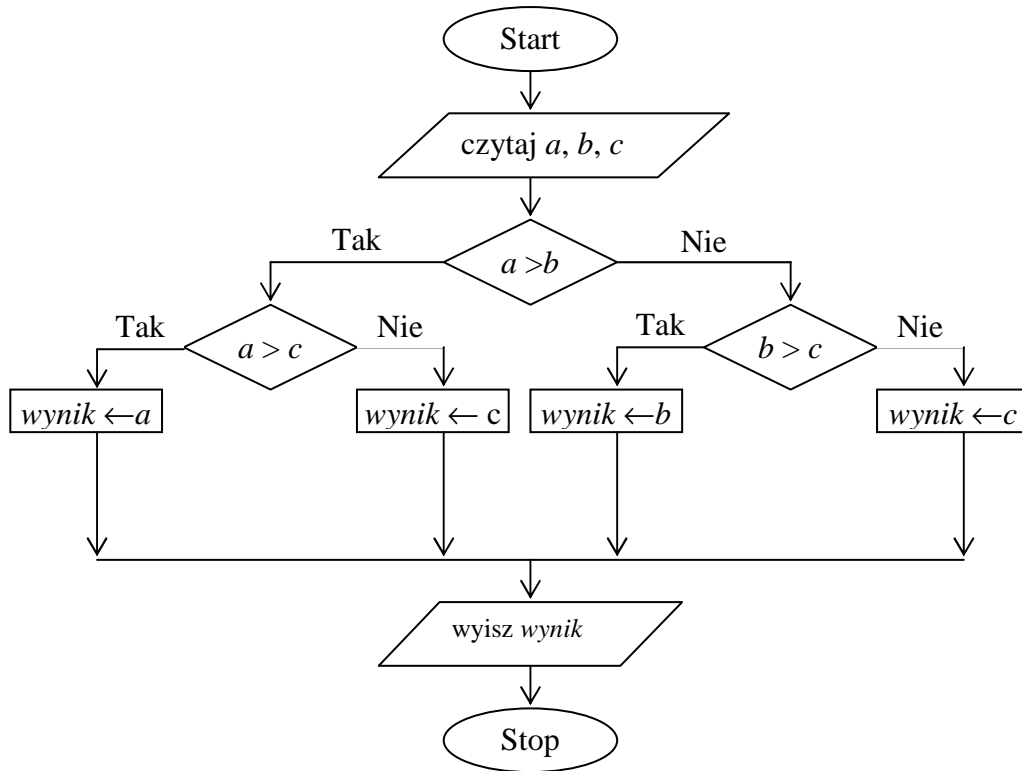 Start
czytaj a, b, c
Tak
Nie
a >b
Tak
Nie
Tak
Nie
a > c
b > c
wynik ←a
wynik ← c
wynik ←b
wynik ←c
wyisz wynik
Stop